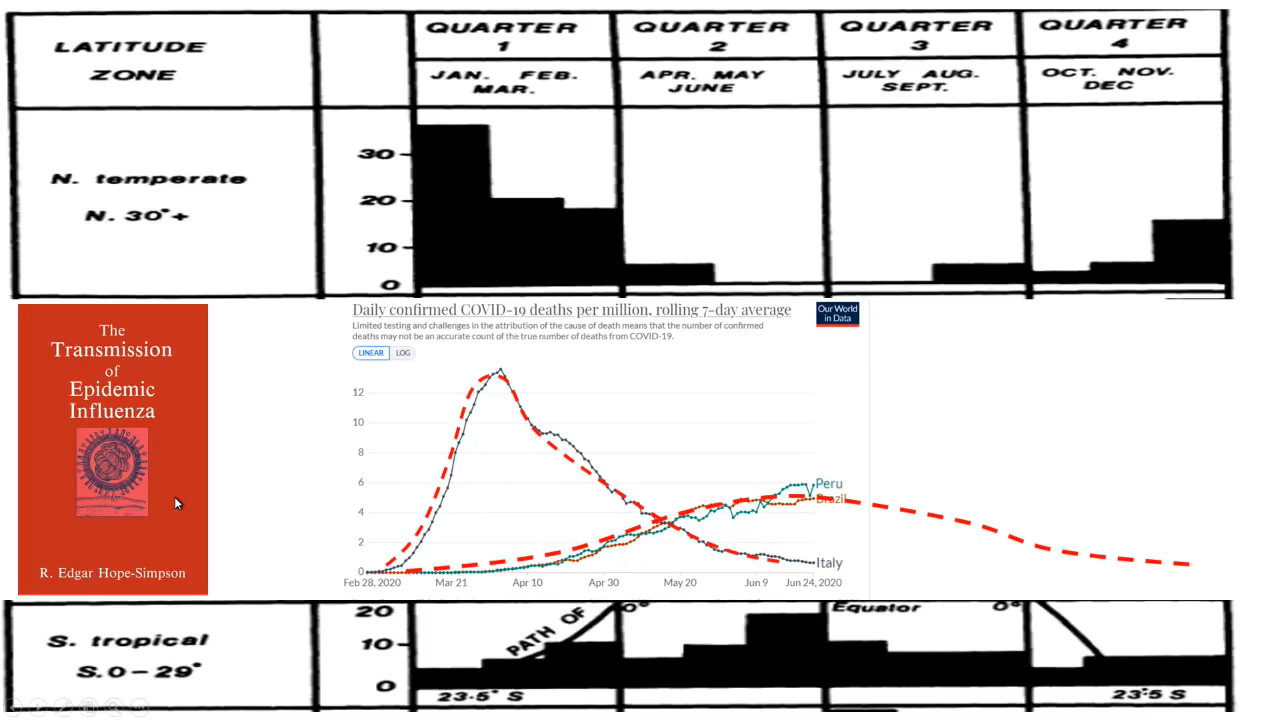 LATITUDE
ZONE
QUARTER
1
QUARTER
2
QUARTER
3
QUARTER
4
JAN. FEB.
MAR.
APR. MAY
JUNE
JULY AUG.
SEPT.
OCT. NOV.
DEC
N. temperate
N. 30°+
30
20
10
0
The
Transmission
of
Epidemic
Influenza
R. Edgar Hope-Simpson
Daily confirmed COVID-19 deaths per million, rolling 7-day average
Limited testing and challenges in the attribution of the cause of death means that the number of confirmed
deaths may not be an accurate count of the true number of deaths from COVID-19.
Our World
in Data
LINEAR
LOG
12
10
8
6
4
2
0
Peru
Brazil
Italy
Feb 28, 2020
Mar 21
Apr 10
Apr 30
May 20
Jun 9
Jun 24, 2020
S. tropical
S. 0-29°
20
10
0
PATH OF
0°
Equator
0°
23·5° S
23·5 S